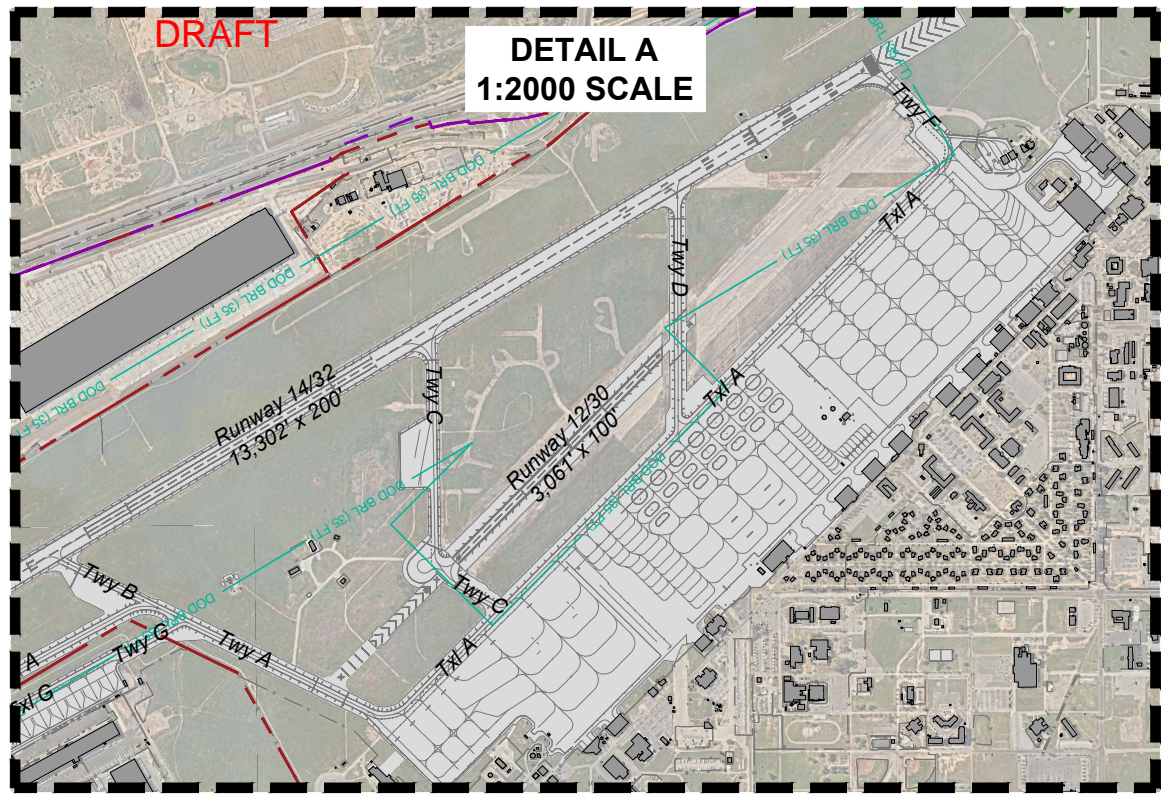 DRAFT
DETAIL A
1:2000 SCALE
BRL (35 FT)
Twy F
DOD BRL (35 FT)
Txl A
DOD BRL (35 FT)
Twy D
DOD BRL (35 FT)
DOD BRL (35 FT)
Runway 14/32
13,302' x 200'
Twy C
Txl A
Runway 12/30
3,061' x 100'
DOD BRL (35 FT)
DOD BRL (35 FT)
Twy B
Twy C
DOD BRL
Twy G
Twy A
Txl A
A
Txl G